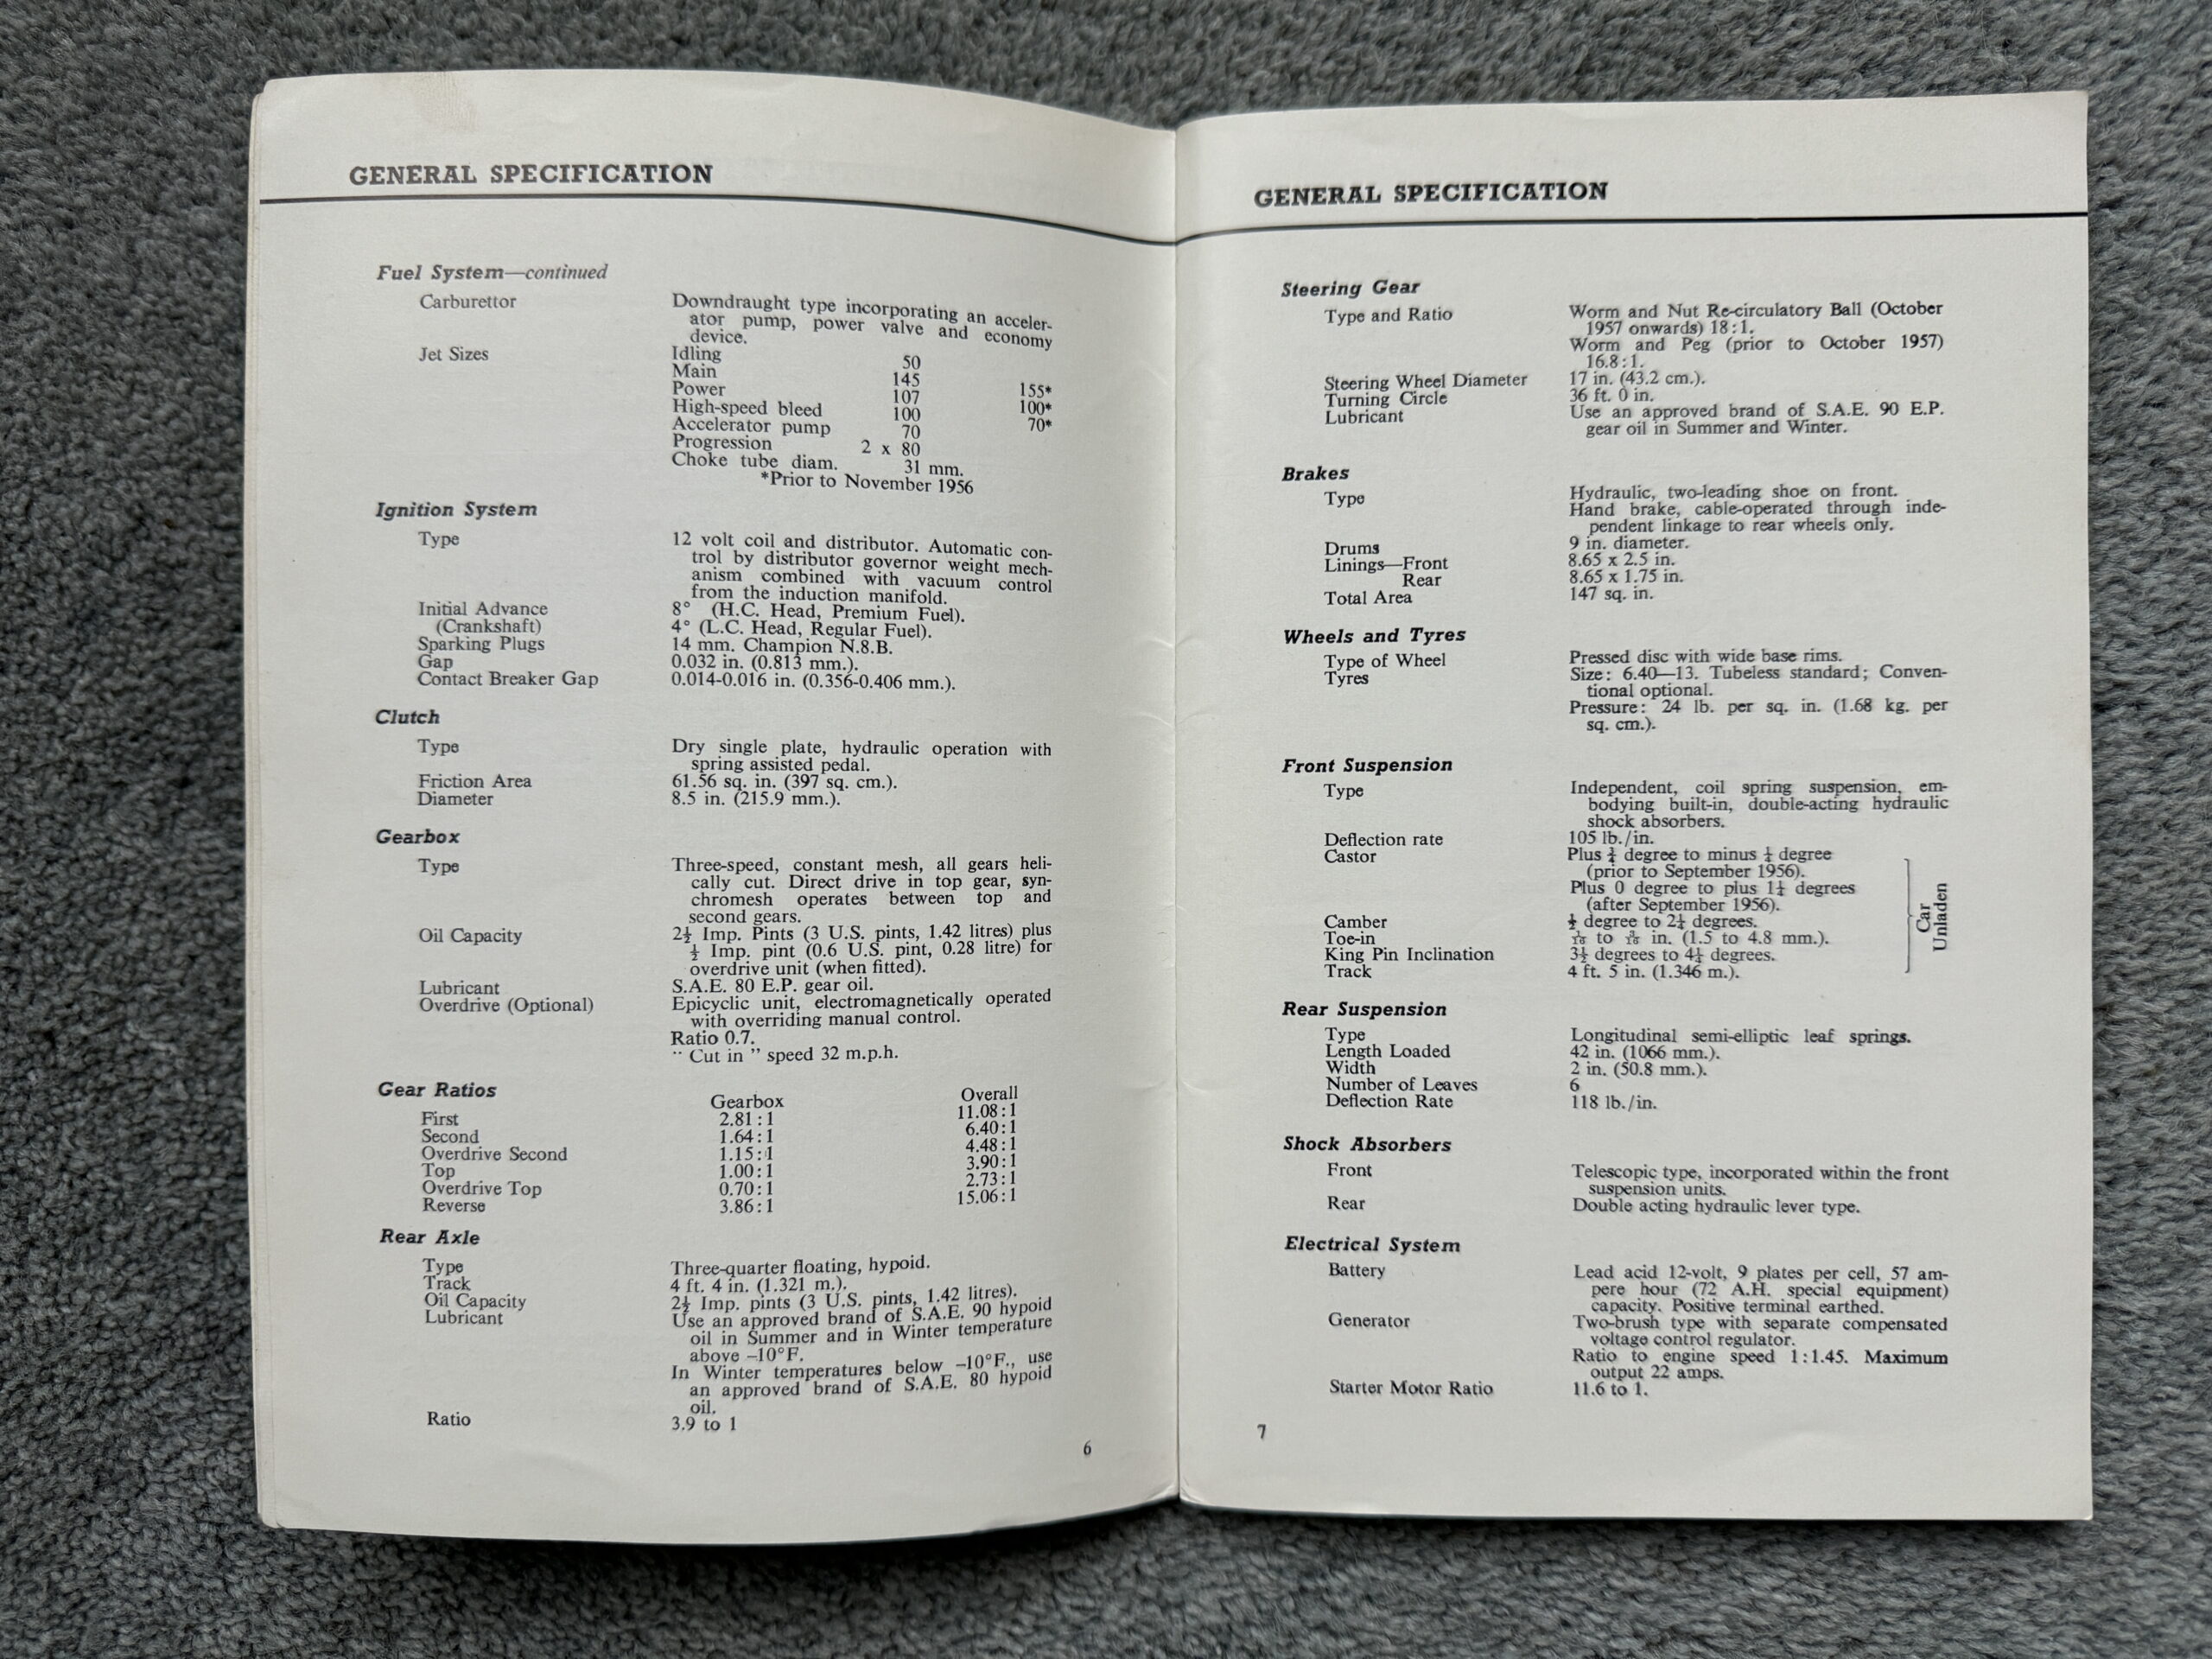 GENERAL SPECIFICATION
Fuel System—continued
Carburettor Downdraught type incorporating an acceler-
ator pump, power valve and economy
device.
Jet Sizes Idling 50
Main 145 155*
Power 107 100*
High-speed bleed 100 70*
Accelerator pump 70
Progression 2 x 80
Choke tube diam. 31 mm.
*Prior to November 1956
Ignition System
Type 12 volt coil and distributor. Automatic con-
trol by distributor governor weight mech-
anism combined with vacuum control
from the induction manifold.
Initial Advance 8° (H.C. Head, Premium Fuel).
(Crankshaft) 4° (L.C. Head, Regular Fuel).
Sparking Plugs 14 mm. Champion N.8.B.
Gap 0.032 in. (0.813 mm.).
Contact Breaker Gap 0.014-0.016 in. (0.356-0.406 mm.).
Clutch
Type Dry single plate, hydraulic operation with
spring assisted pedal.
Friction Area 61.56 sq. in. (397 sq. cm.).
Diameter 8.5 in. (215.9 mm.).
Gearbox
Type Three-speed, constant mesh, all gears heli-
cally cut. Direct drive in top gear, syn-
chromesh operates between top and
second gears.
Oil Capacity 2½ Imp. Pints (3 U.S. pints, 1.42 litres) plus
½ Imp. pint (0.6 U.S. pint, 0.28 litre) for
overdrive unit (when fitted).
Lubricant S.A.E. 80 E.P. gear oil.
Overdrive (Optional) Epicyclic unit, electromagnetically operated
with overriding manual control.
Ratio 0.7.
" Cut in " speed 32 m.p.h.
Gear Ratios Gearbox Overall
First 2.81:1 11.08:1
Second 1.64:1 6.40:1
Overdrive Second 1.15:1 4.48:1
Top 1.00:1 3.90:1
Overdrive Top 0.70:1 2.73:1
Reverse 3.86:1 15.06:1
Rear Axle
Type Three-quarter floating, hypoid.
Track 4 ft. 4 in. (1.321 m.).
Oil Capacity 2½ Imp. pints (3 U.S. pints, 1.42 litres).
Lubricant Use an approved brand of S.A.E. 90 hypoid
oil in Summer and in Winter temperature
above –10°F.
In Winter temperatures below –10°F., use
an approved brand of S.A.E. 80 hypoid
oil.
Ratio 3.9 to 1
6
GENERAL SPECIFICATION
Steering Gear
Type and Ratio Worm and Nut Re-circulatory Ball (October
1957 onwards) 18:1.
Worm and Peg (prior to October 1957)
16.8:1.
Steering Wheel Diameter 17 in. (43.2 cm.).
Turning Circle 36 ft. 0 in.
Lubricant Use an approved brand of S.A.E. 90 E.P.
gear oil in Summer and Winter.
Brakes
Type Hydraulic, two-leading shoe on front.
Hand brake, cable-operated through inde-
pendent linkage to rear wheels only.
Drums 9 in. diameter.
Linings—Front 8.65 x 2.5 in.
Rear 8.65 x 1.75 in.
Total Area 147 sq. in.
Wheels and Tyres
Type of Wheel Pressed disc with wide base rims.
Tyres Size: 6.40—13. Tubeless standard; Conven-
tional optional.
Pressure: 24 lb. per sq. in. (1.68 kg. per
sq. cm.).
Front Suspension
Type Independent, coil spring suspension, em-
bodying built-in, double-acting hydraulic
shock absorbers.
Deflection rate 105 lb./in.
Castor Plus degree to minus degree
(prior to September 1956).
Plus 0 degree to plus degrees
(after September 1956).
Camber degree to degrees.
Toe-in 1/16 to 3/16 in. (1.5 to 4.8 mm.).
King Pin Inclination degrees to degrees.
Track 4 ft. 5 in. (1.346 m.).
Car
Unladen
Rear Suspension
Type Longitudinal semi-elliptic leaf springs.
Length Loaded 42 in. (1066 mm.).
Width 2 in. (50.8 mm.).
Number of Leaves 6
Deflection Rate 118 lb./in.
Shock Absorbers
Front Telescopic type, incorporated within the front
suspension units.
Rear Double acting hydraulic lever type.
Electrical System
Battery Lead acid 12-volt, 9 plates per cell, 57 am-
pere hour (72 A.H. special equipment)
capacity. Positive terminal earthed.
Generator Two-brush type with separate compensated
voltage control regulator.
Ratio to engine speed 1:1.45. Maximum
output 22 amps.
Starter Motor Ratio 11.6 to 1.
7